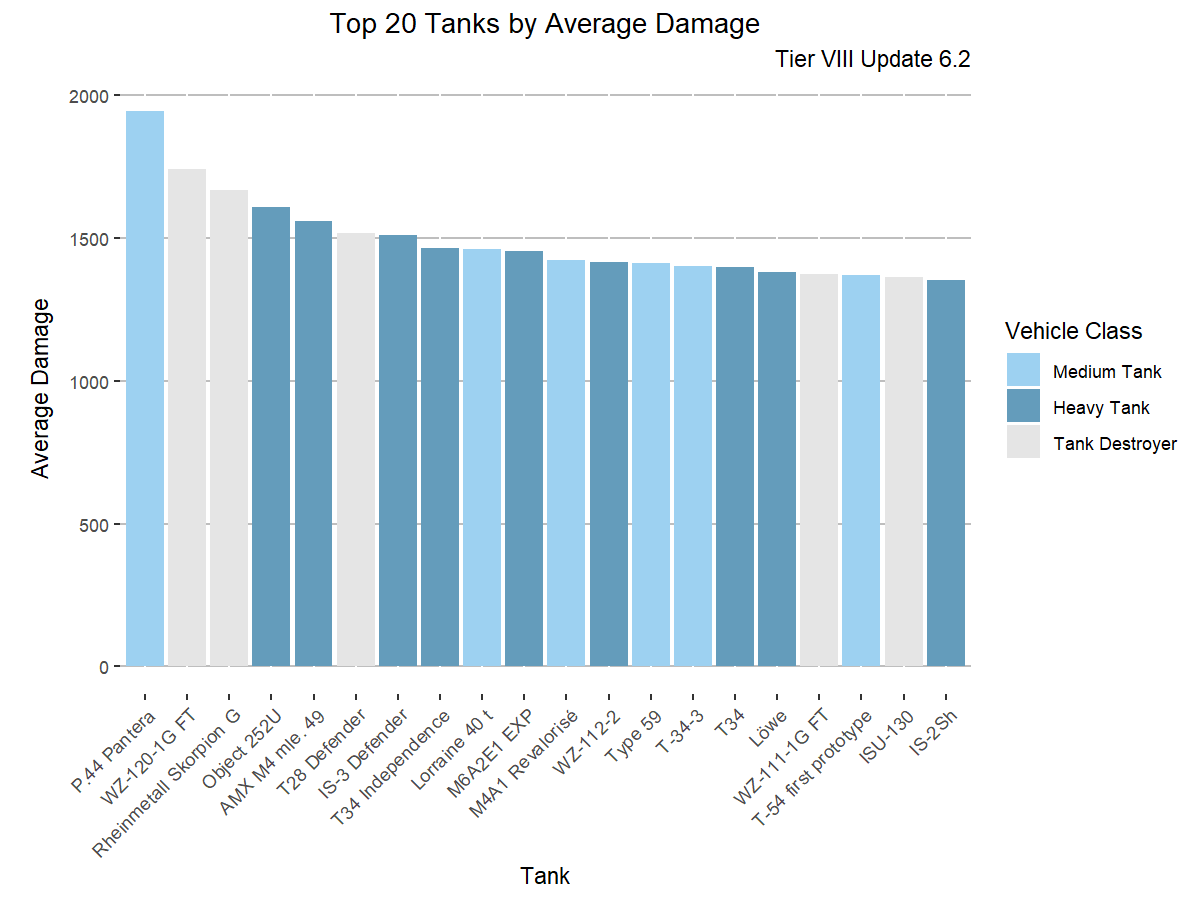 Top 20 Tanks by Average Damage
Tier VIII Update 6.2
2000
1500
1000
500
0
Average Damage
P.44 Pantera
WZ-120-1G FT
Rheinmetall Skorpion G
Object 252U
AMX M4 mle. 49
T28 Defender
IS-3 Defender
T34 Independence
Lorraine 40 t
M6A2E1 EXP
M4A1 Revalorisé
WZ-112-2
Type 59
T-34-3
T34
Löwe
WZ-111-1G FT
T-54 first prototype
ISU-130
IS-2Sh
Tank
Vehicle Class
Medium Tank
Heavy Tank
Tank Destroyer